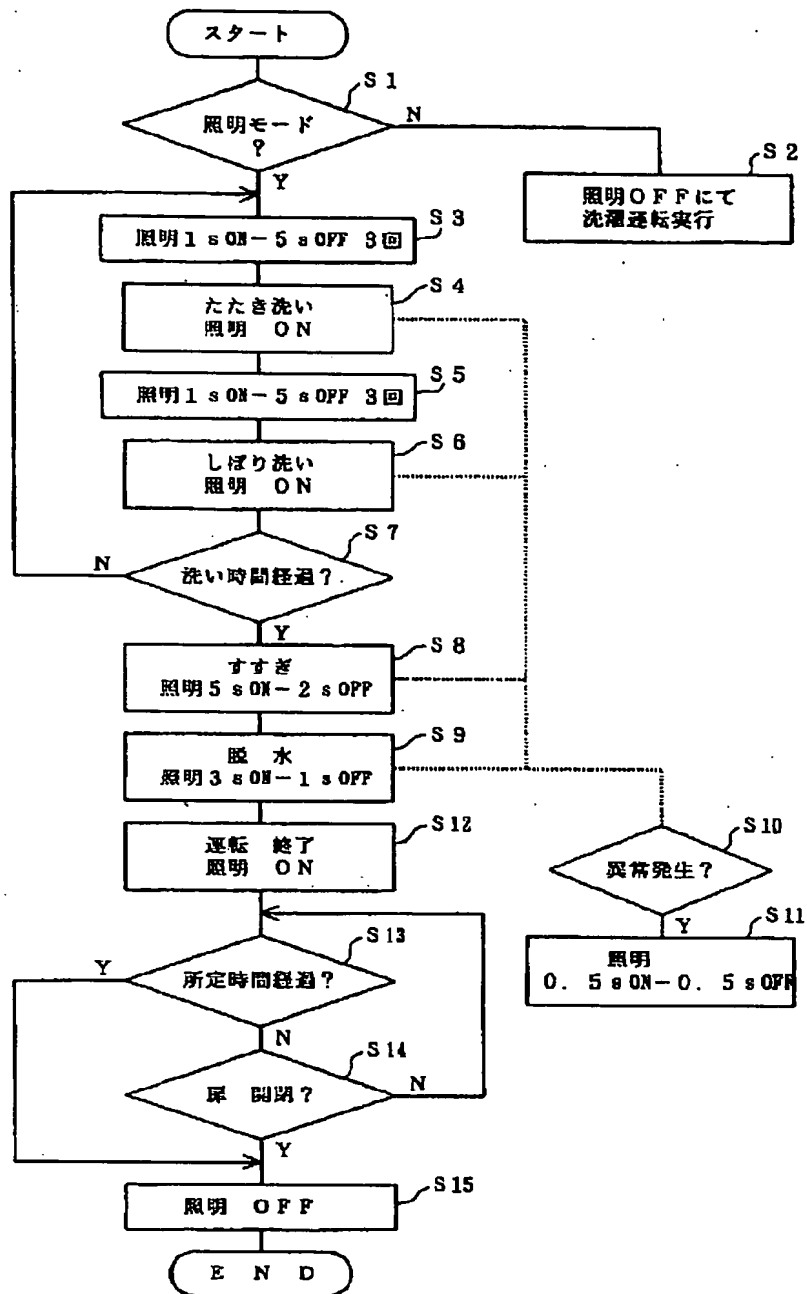 スタート
S1
照明モード
?
N
Y
S2
照明OFFにて
洗濯運転実行
S3
照明1sON-5sOFF 3回
S4
たたき洗い
照明 ON
S5
照明1sON-5sOFF 3回
S6
しぼり洗い
照明 ON
S7
N
洗い時間経過?
Y
S8
すすぎ
照明5sON-2sOFF
S9
脱水
照明3sON-1sOFF
S12
運転 終了
照明 ON
S10
異常発生?
Y
S11
照明
0.5sON-0.5sOFF
S13
Y
所定時間経過?
N
S14
扉 開閉?
N
Y
S15
照明 OFF
END